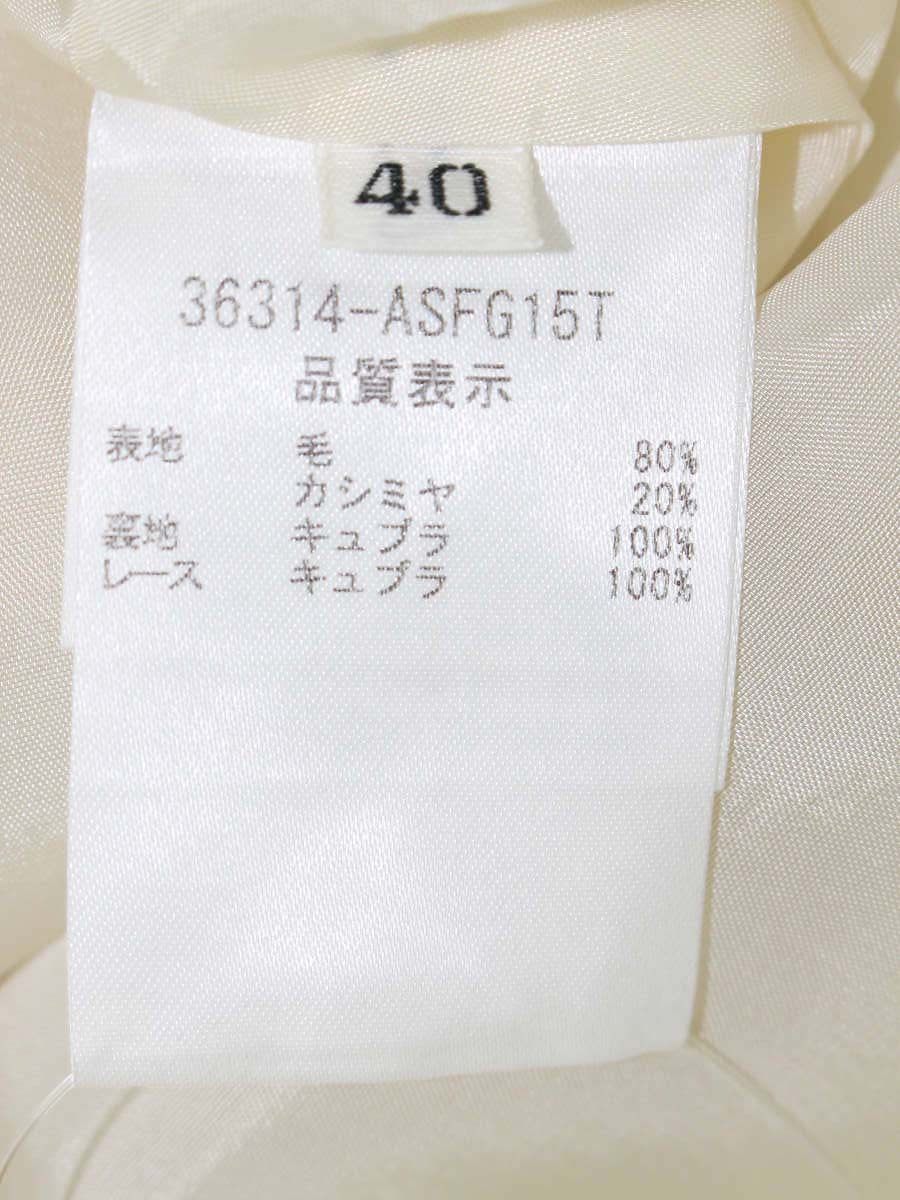 40
36314-ASFG15T
品質表示
表地 毛 80%
カシミヤ 20%
裏地 キュプラ 100%
レース キュプラ 100%